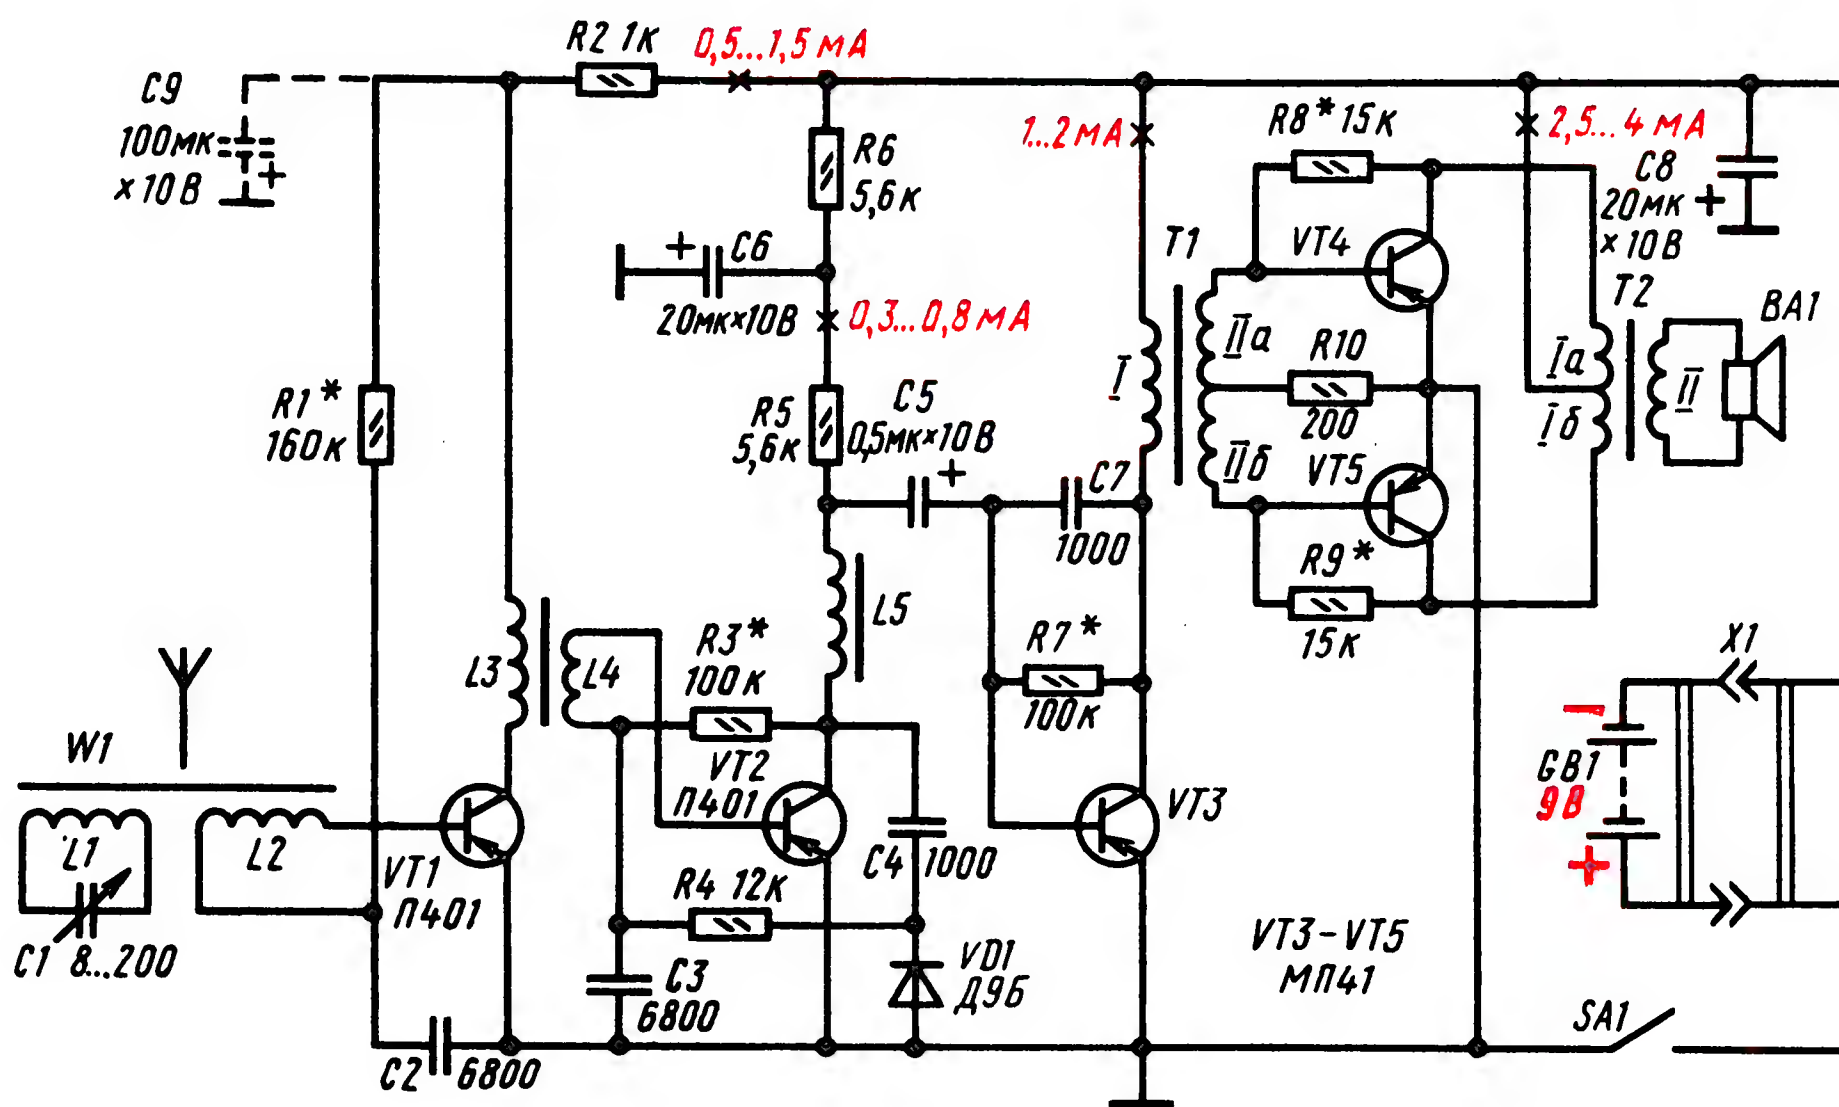 R2 1к
0,5...1,5 мА
C9
100мк
×10В
+
R6
5,6к
1...2мА
R8* 15к
2,5...4 мА
C8
20мк +
×10В
+ C6
20мк×10В
0,3...0,8мА
T1
VT4
T2
BA1
R1*
160к
R5
5,6к
C5
0,5мк×10В
+
I
IIа
R10
200
Iа
Iб
II
IIб
VT5
C7
1000
R9*
15к
L3
L4
R3*
100к
L5
R7*
100к
X1
W1
VT2
П401
VT3
–
GB1
9В
+
L1
L2
VT1
П401
R4 12к
C4 1000
C1 8...200
C3
6800
VD1
Д9Б
VT3-VT5
МП41
SA1
C2 6800